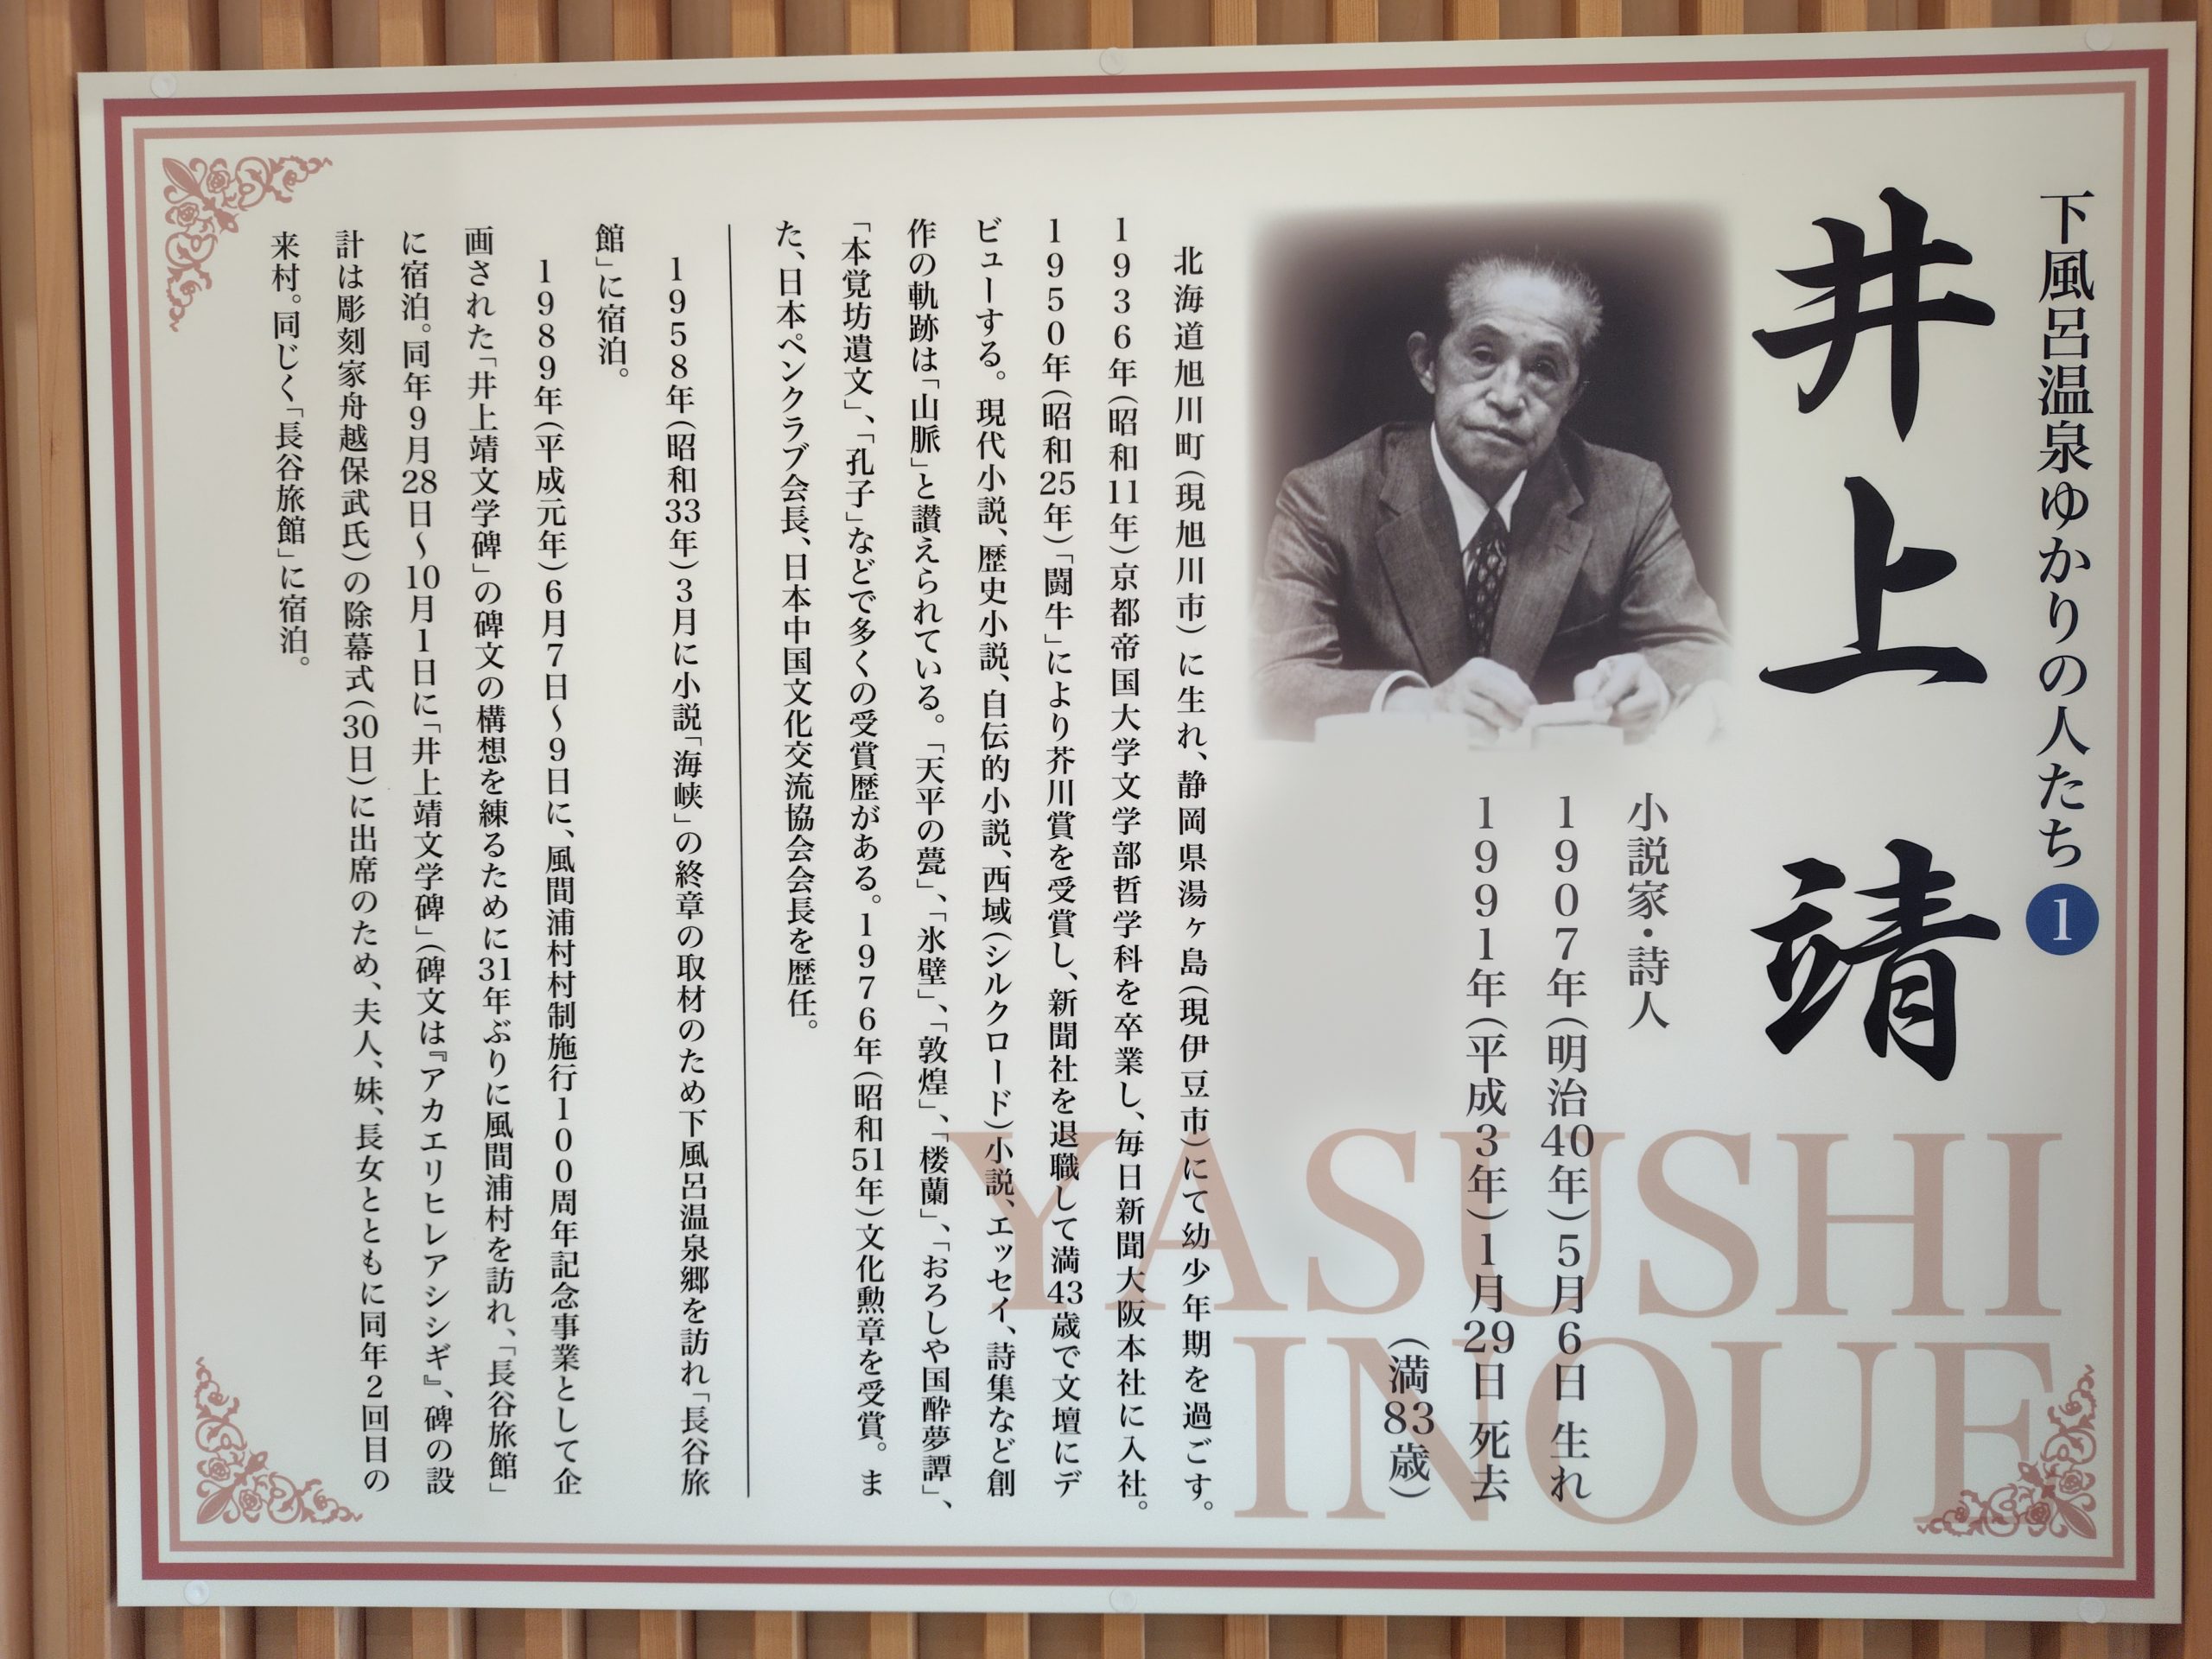 下風呂温泉ゆかりの人たち1
井上靖
小説家・詩人
1907年(明治40年)5月6日 生れ
1991年(平成3年)1月29日 死去
(満83歳)
YASUSHI
INOUE
北海道旭川町(現旭川市)に生れ、静岡県湯ヶ島(現伊豆市)にて幼少年期を過ごす。
1936年(昭和11年)京都帝国大学文学部哲学科を卒業し、毎日新聞大阪本社に入社。
1950年(昭和25年)「闘牛」により芥川賞を受賞し、新聞社を退職して満43歳で文壇にデ
ビューする。現代小説、歴史小説、自伝的小説、西域(シルクロード)小説、エッセイ、詩集など創
作の軌跡は「山脈」と讃えられている。「天平の甍」、「氷壁」、「敦煌」、「楼蘭」、「おろしや国酔夢譚」、
「本覚坊遺文」、「孔子」などで多くの受賞歴がある。1976年(昭和51年)文化勲章を受賞。ま
た、日本ペンクラブ会長、日本中国文化交流協会会長を歴任。
1958年(昭和33年)3月に小説「海峡」の終章の取材のため下風呂温泉郷を訪れ「長谷旅
館」に宿泊。
1989年(平成元年)6月7日〜9日に、風間浦村村制施行100周年記念事業として企
画された「井上靖文学碑」の碑文の構想を練るために31年ぶりに風間浦村を訪れ、「長谷旅館」
に宿泊。同年9月28日〜10月1日に「井上靖文学碑」(碑文は『アカエリヒレアシシギ』、碑の設
計は彫刻家舟越保武氏)の除幕式(30日)に出席のため、夫人、妹、長女とともに同年2回目の
来村。同じく「長谷旅館」に宿泊。